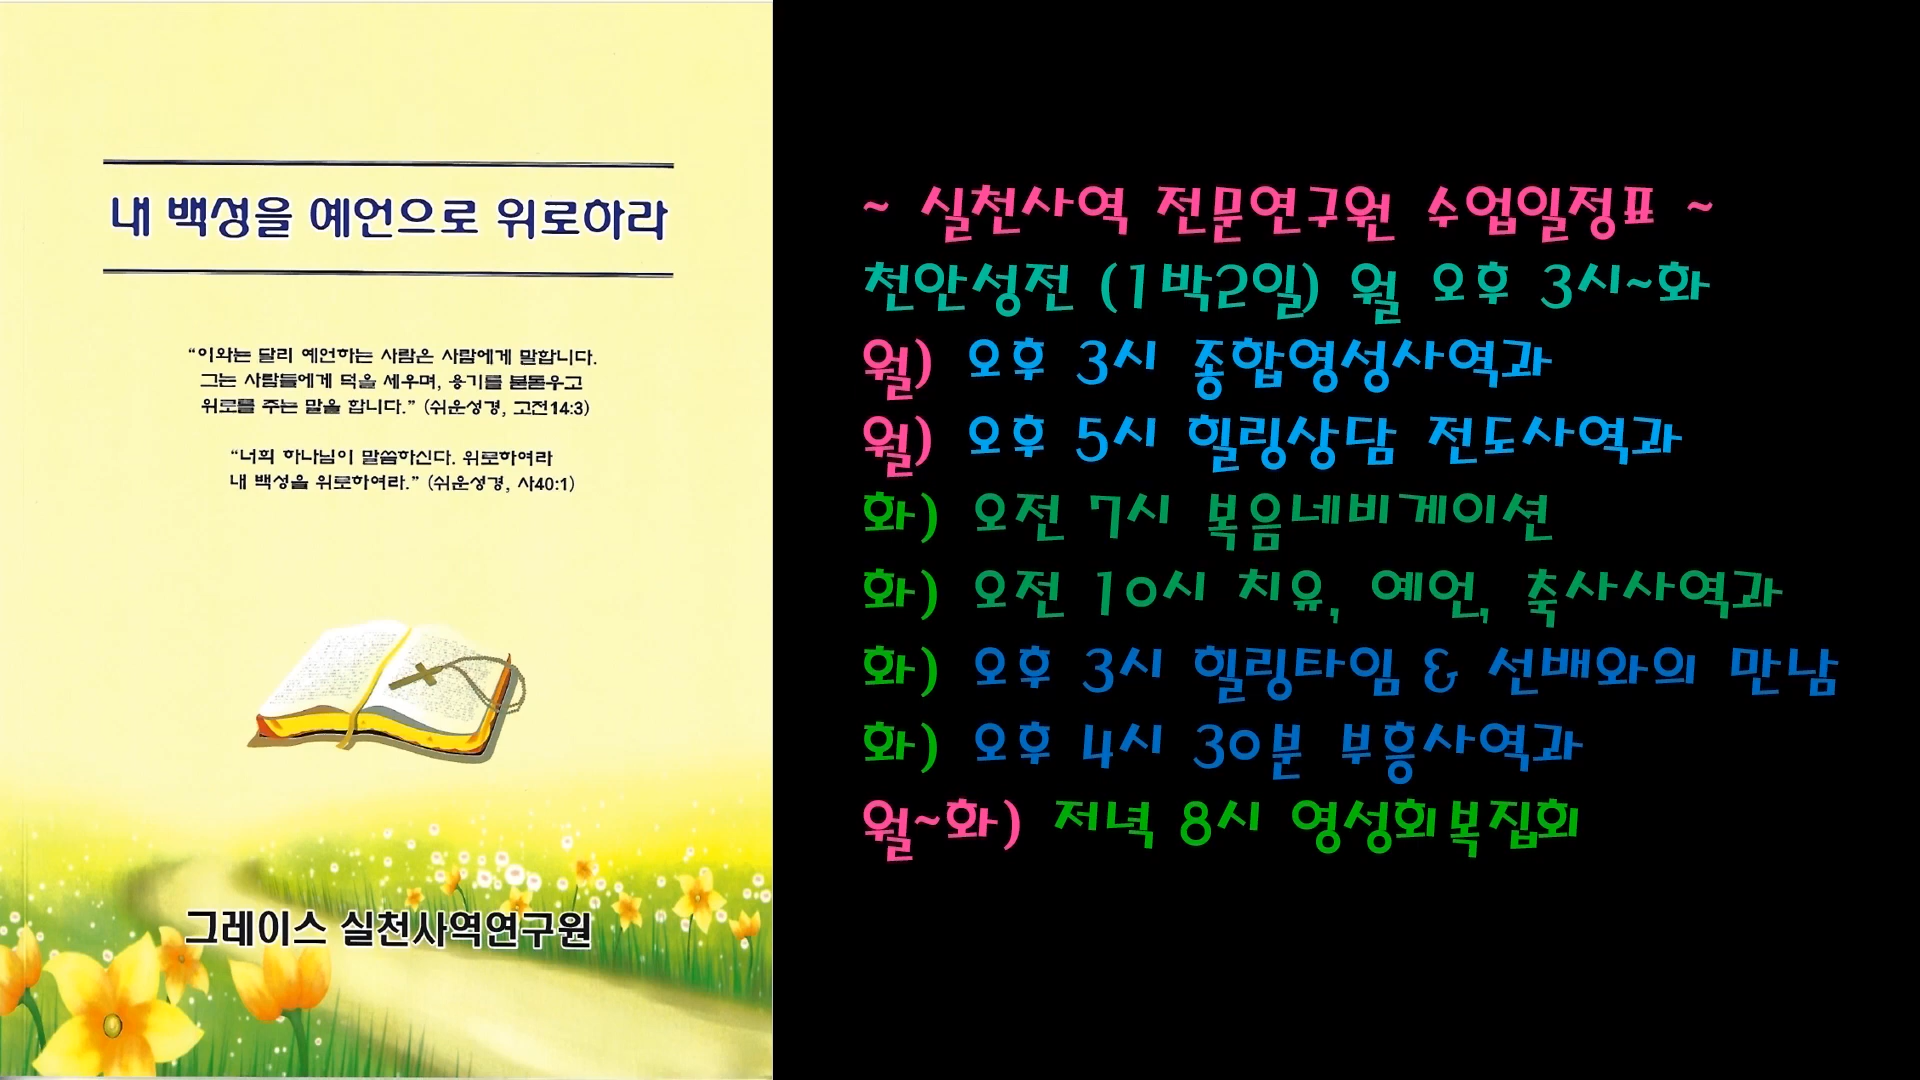 내 백성을 예언으로 위로하라
“이와는 달리 예언하는 사람은 사람에게 말합니다.
그는 사람들에게 덕을 세우며, 용기를 북돋우고
위로를 주는 말을 합니다.” (쉬운성경, 고전14:3)
“너희 하나님이 말씀하신다. 위로하여라
내 백성을 위로하여라.” (쉬운성경, 사40:1)
그레이스 실천사역연구원
~ 실천사역 전문연구원 수업일정표 ~
천안성전 (1박2일) 월 오후 3시~화
월) 오후 3시 종합영성사역과
월) 오후 5시 힐링상담 전도사역과
화) 오전 7시 복음네비게이션
화) 오전 10시 치유, 예언, 축사사역과
화) 오후 3시 힐링타임 & 선배와의 만남
화) 오후 4시 30분 부흥사역과
월~화) 저녁 8시 영성회복집회